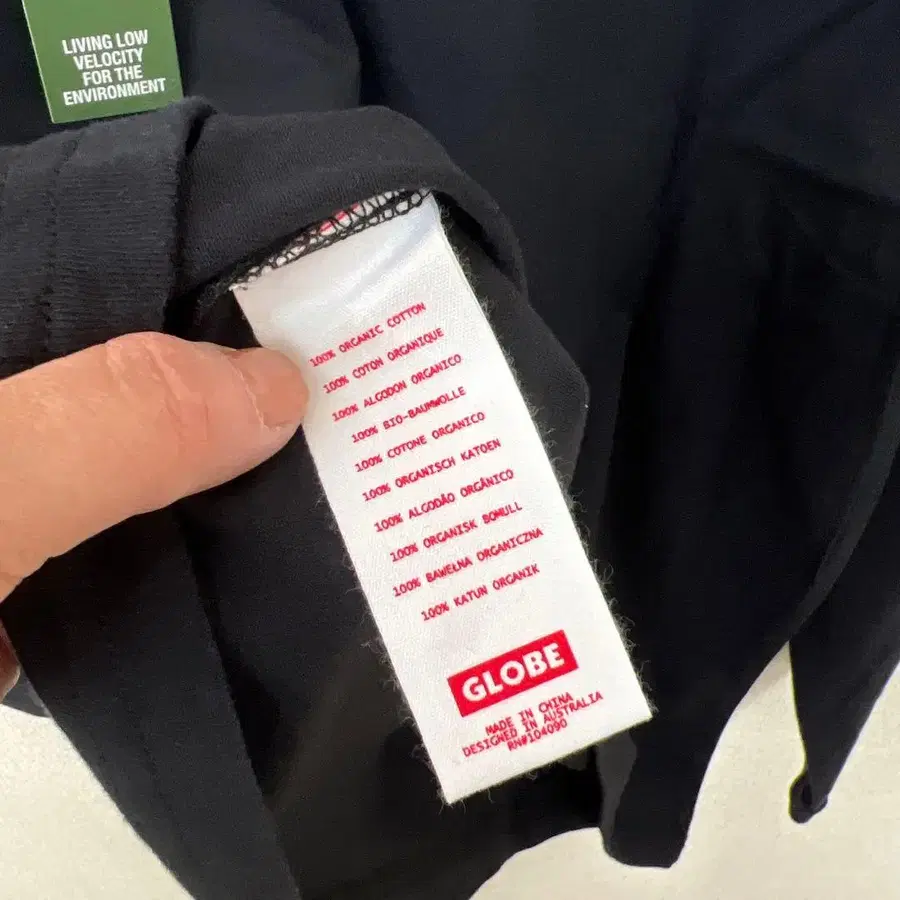 LIVING LOW
VELOCITY
FOR THE
ENVIRONMENT
100% ORGANIC COTTON
100% COTON ORGANIQUE
100% ALGODON ORGANICO
100% BIO-BAUMWOLLE
100% COTONE ORGANICO
100% ORGANISCH KATOEN
100% ALGODÃO ORGÂNICO
100% ORGANISK BOMULL
100% BAWEŁNA ORGANICZNA
100% KATUN ORGANIK
GLOBE
MADE IN CHINA
DESIGNED IN AUSTRALIA
RN#104090